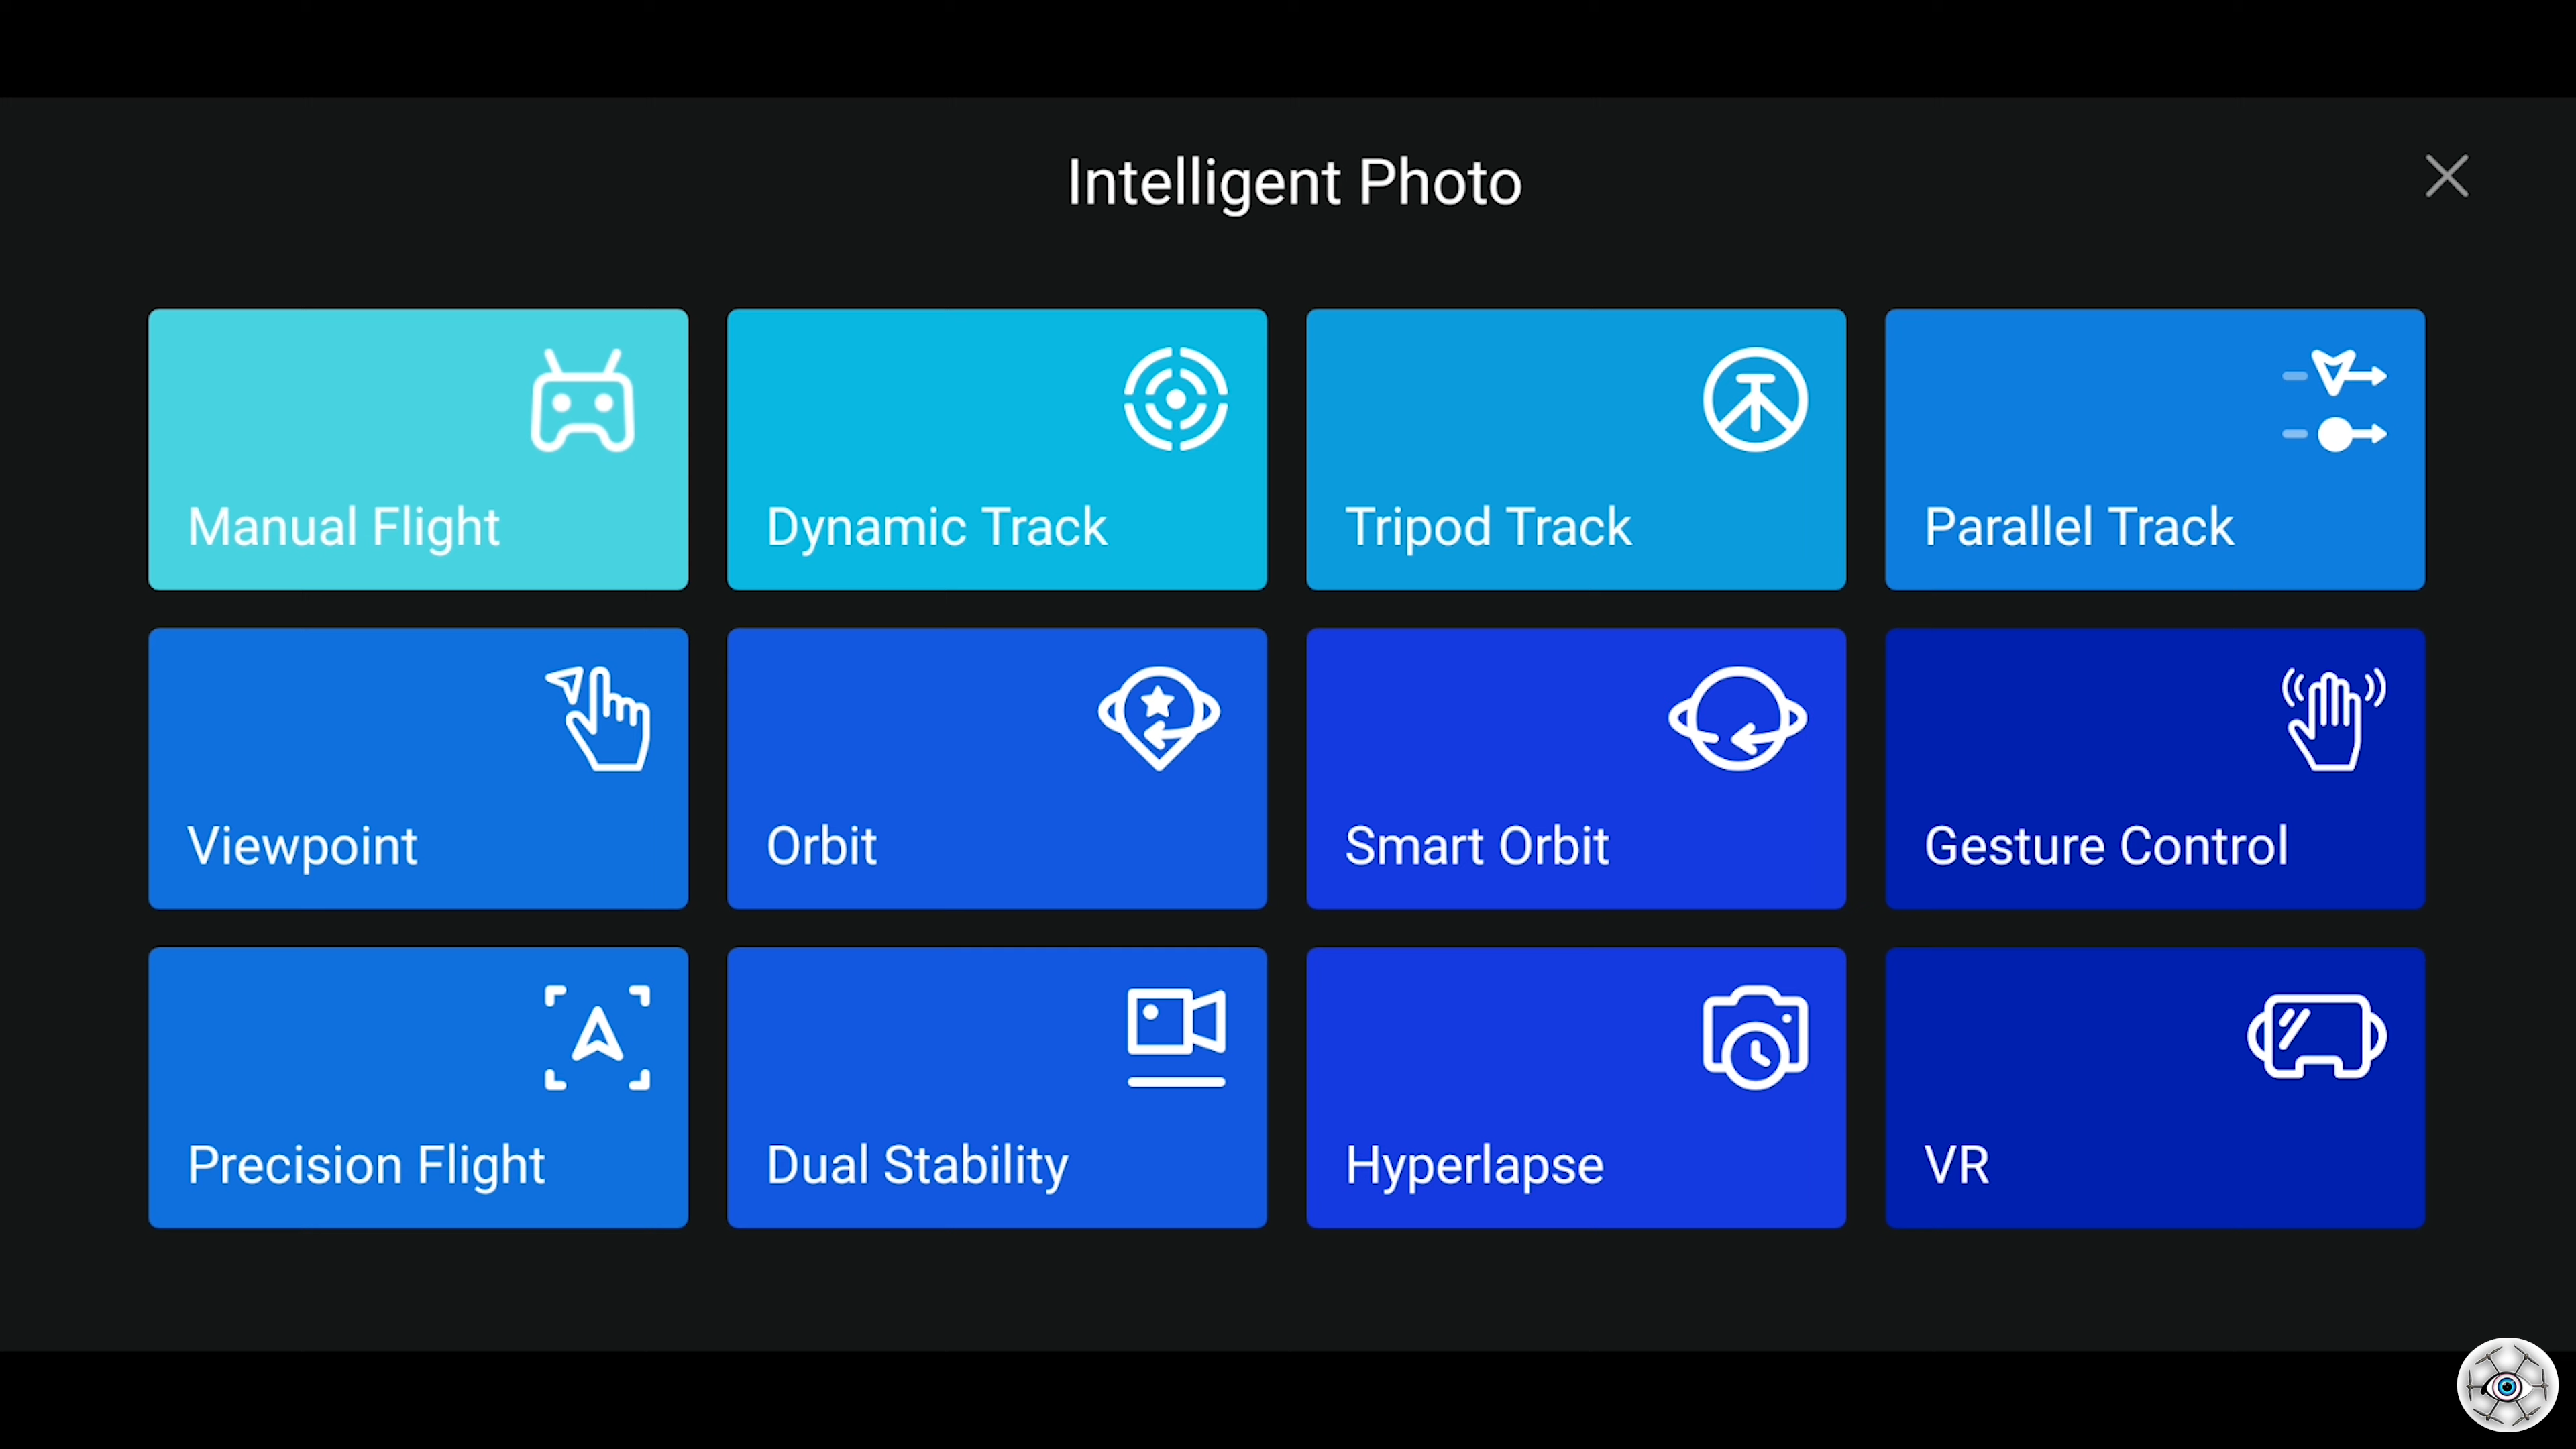 Intelligent Photo
Manual Flight
Dynamic Track
Tripod Track
Parallel Track
Viewpoint
Orbit
Smart Orbit
Gesture Control
Precision Flight
Dual Stability
Hyperlapse
VR